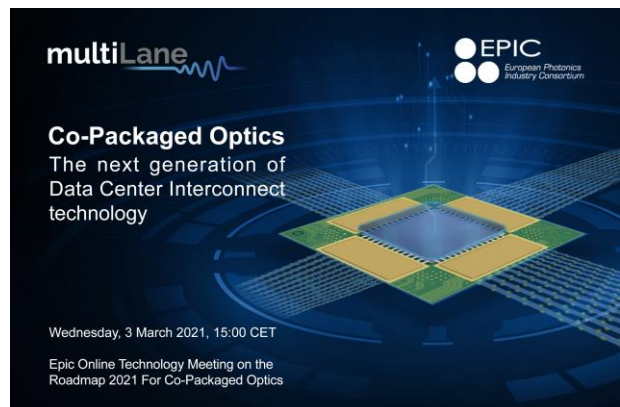 multiLane
EPIC
European Photonics
Industry Consortium
Co-Packaged Optics
The next generation of
Data Center Interconnect
technology
Wednesday, 3 March 2021, 15:00 CET
Epic Online Technology Meeting on the
Roadmap 2021 For Co-Packaged Optics